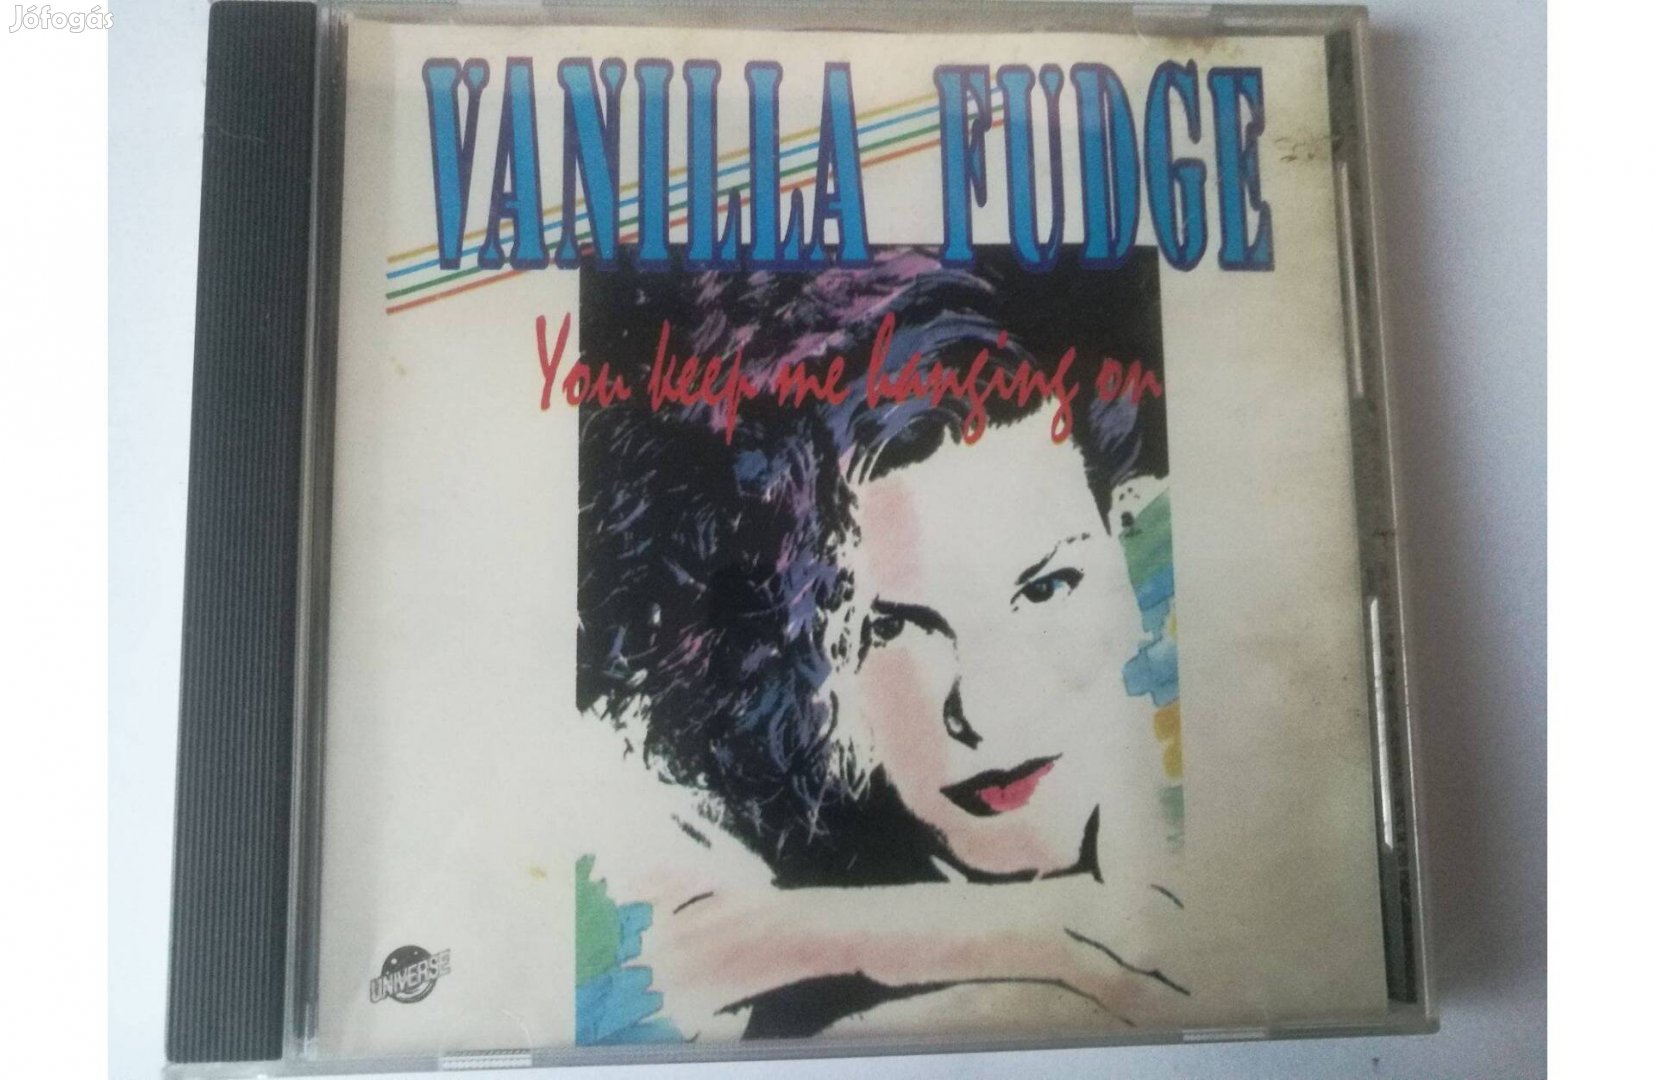 Jófogás
VANILLA FUDGE
You keep me hanging on
UNIVERSE